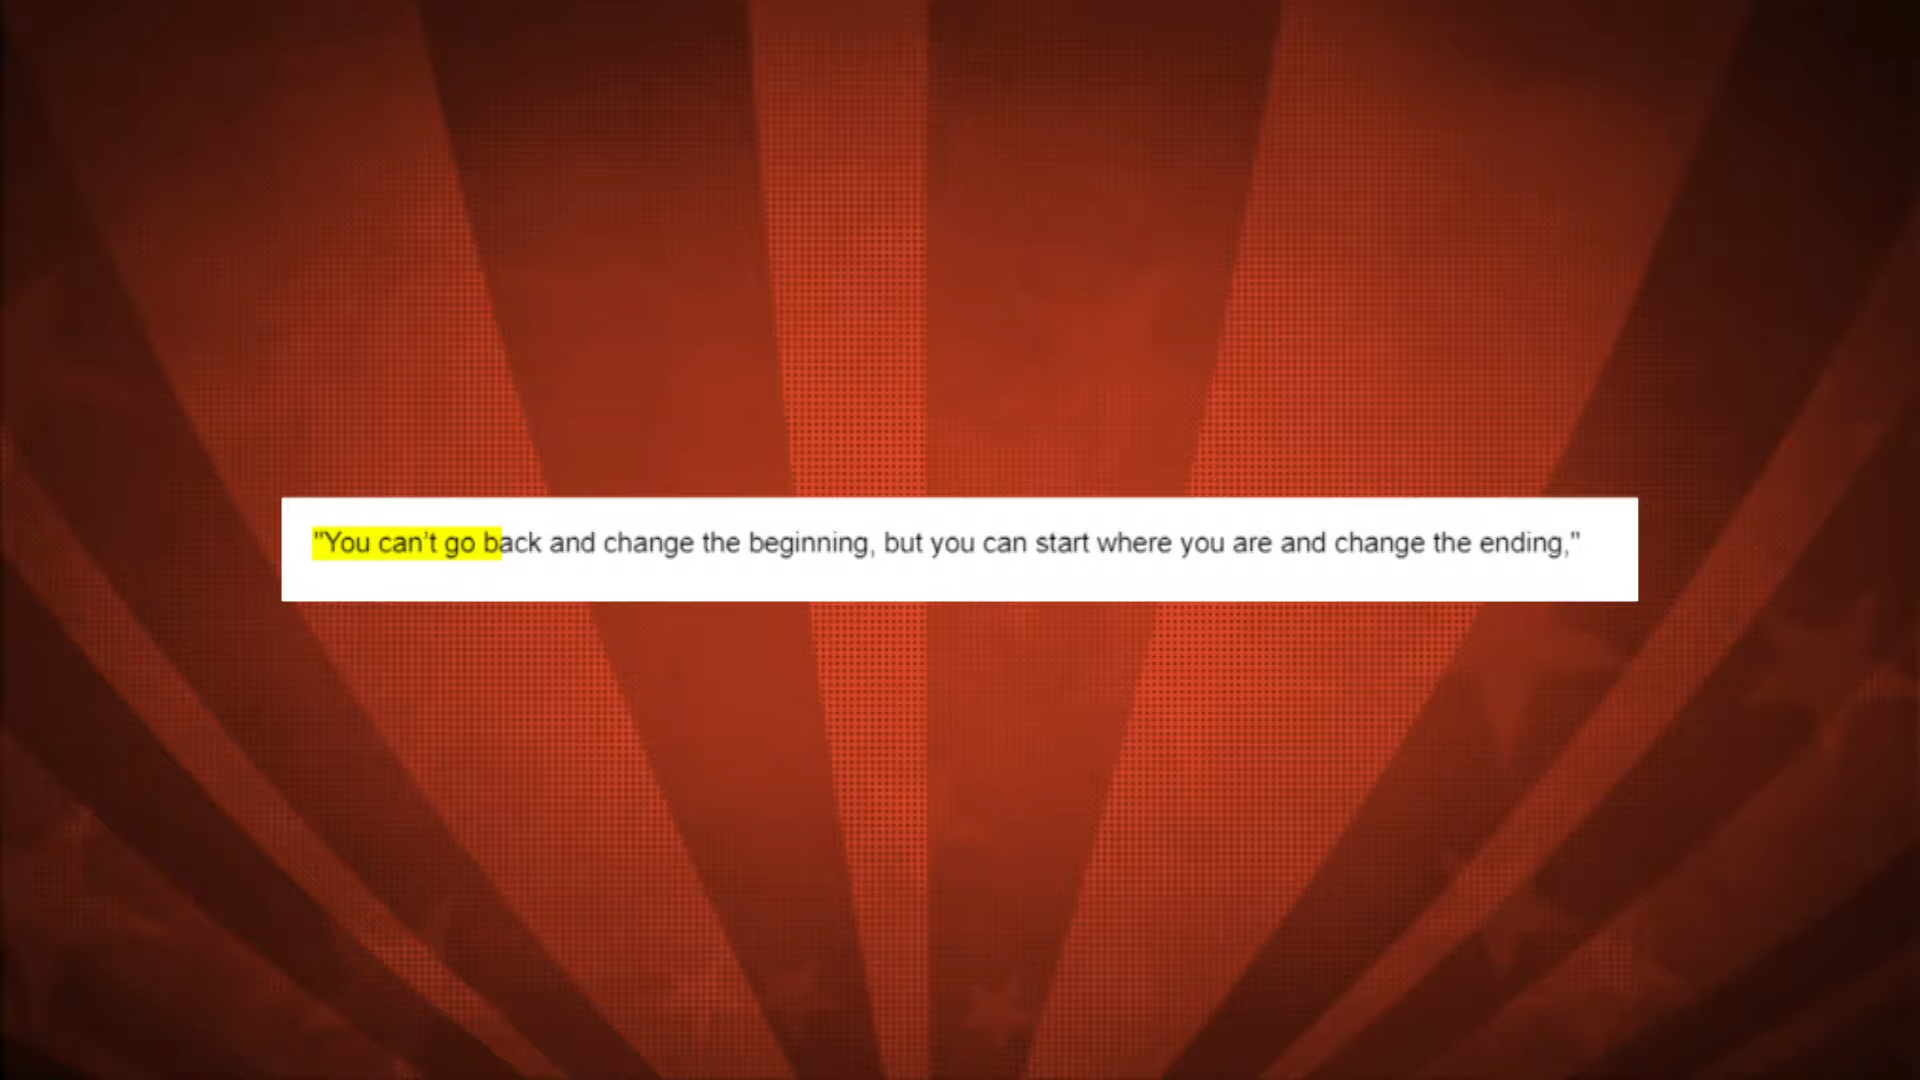 "You can't go back and change the beginning, but you can start where you are and change the ending,"